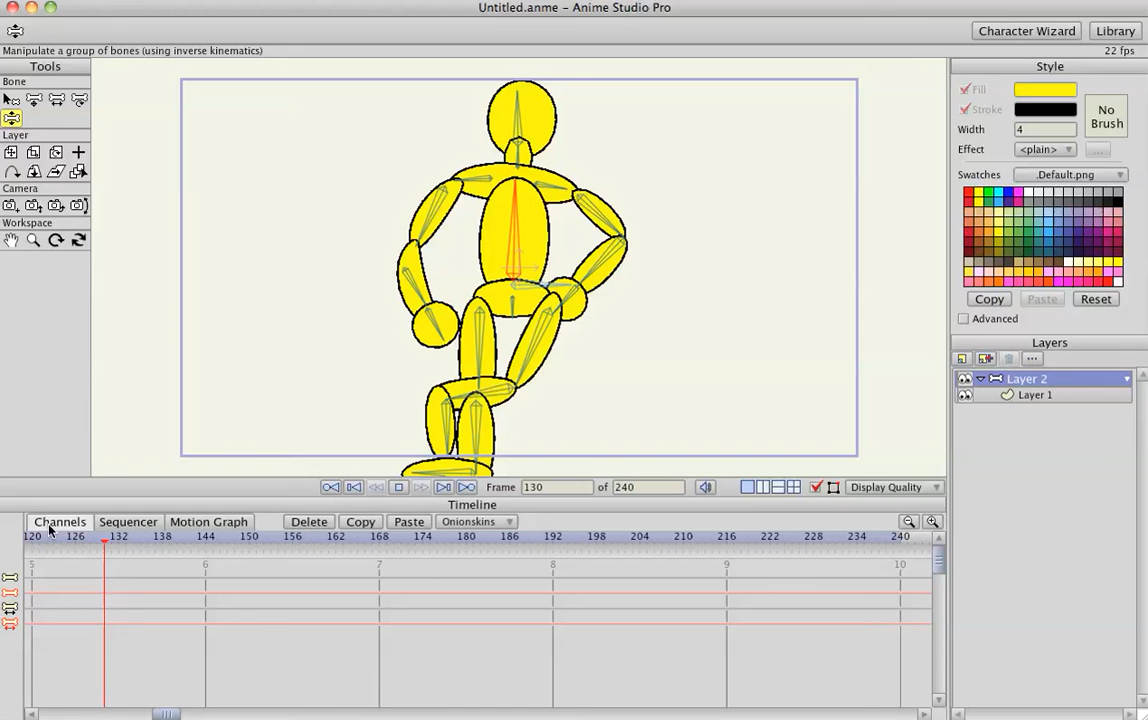 Untitled.anme – Anime Studio Pro
Character Wizard
Library
Manipulate a group of bones (using inverse kinematics)
22 fps
Tools
Bone
Layer
Camera
Workspace
Style
Fill
Stroke
No Brush
Width
4
Effect
<plain>
...
Swatches
.Default.png
Copy
Paste
Reset
Advanced
Layers
...
Layer 2
Layer 1
Frame
130
of
240
Display Quality
Timeline
Channels
Sequencer
Motion Graph
Delete
Copy
Paste
Onionskins
120 126 132 138 144 150 156 162 168 174 180 186 192 198 204 210 216 222 228 234 240
5 6 7 8 9 10